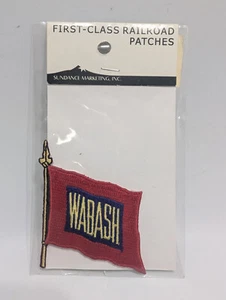 FIRST-CLASS RAILROAD
PATCHES
SUNDANCE MARKETING, INC.
WABASH